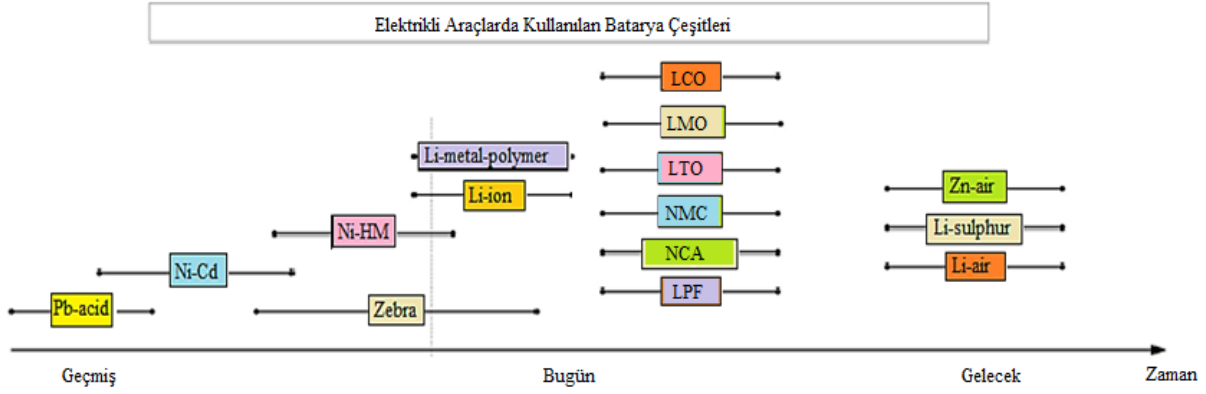 Elektrikli Araçlarda Kullanılan Batarya Çeşitleri
LCO
LMO
Li-metal-polymer
LTO
Zn-air
Li-ion
NMC
Li-sulphur
Ni-HM
NCA
Li-air
Ni-Cd
LPF
Pb-acid
Zebra
Geçmiş
Bugün
Gelecek
Zaman